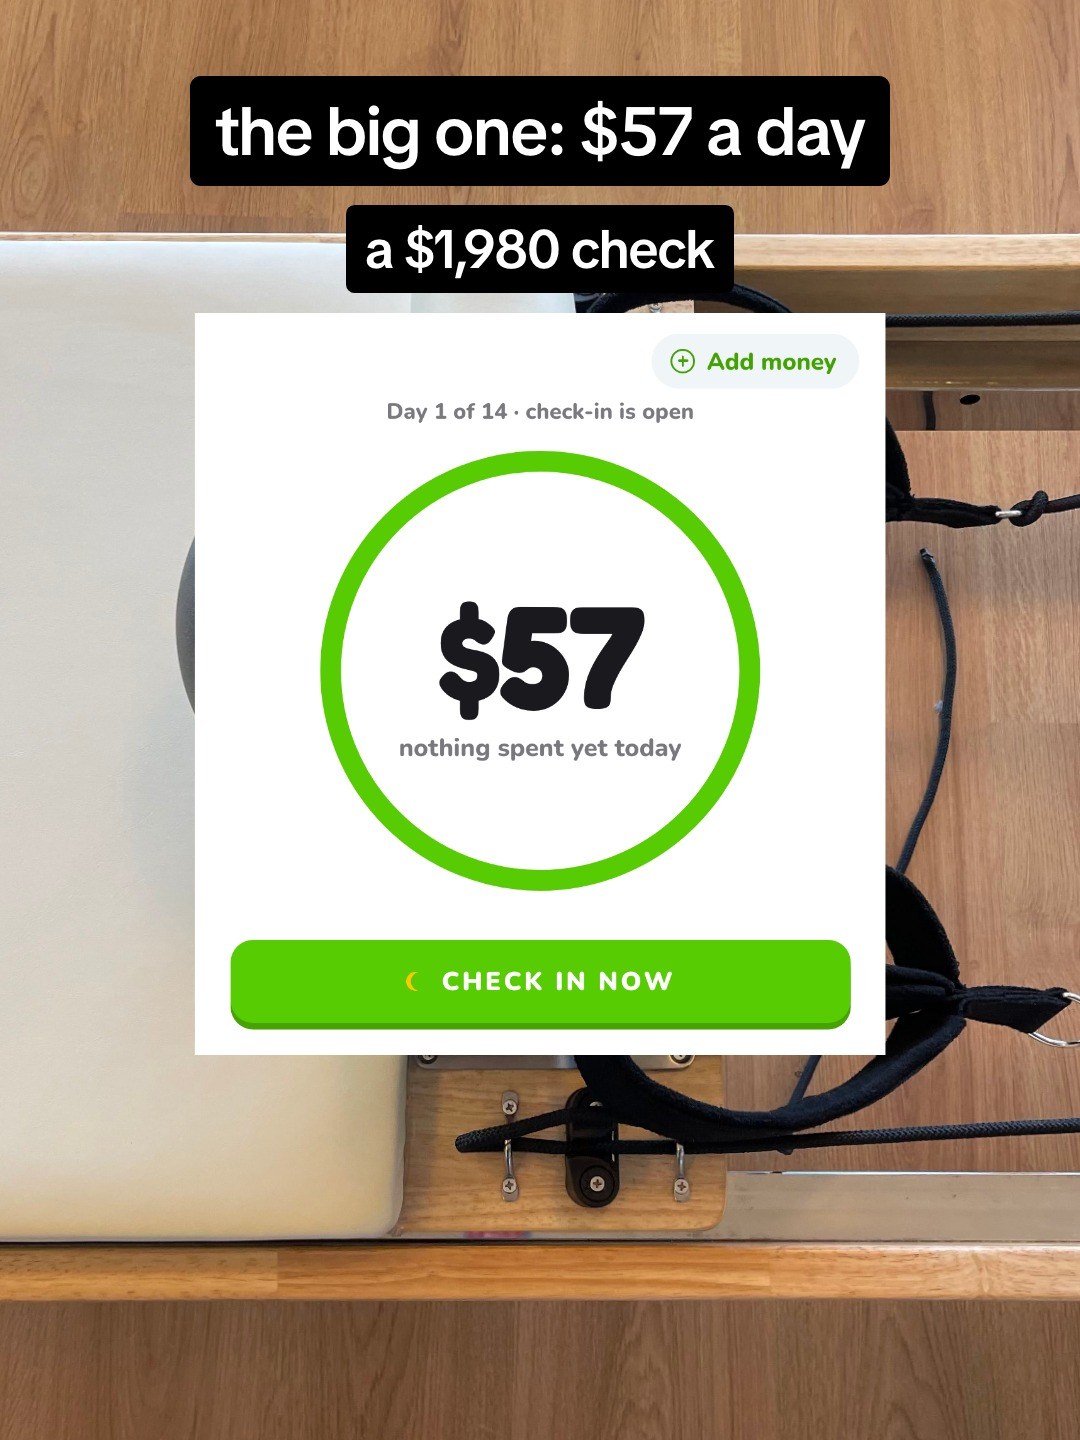 the big one: $57 a day
a $1,980 check
Add money
Day 1 of 14 · check-in is open
$57
nothing spent yet today
CHECK IN NOW